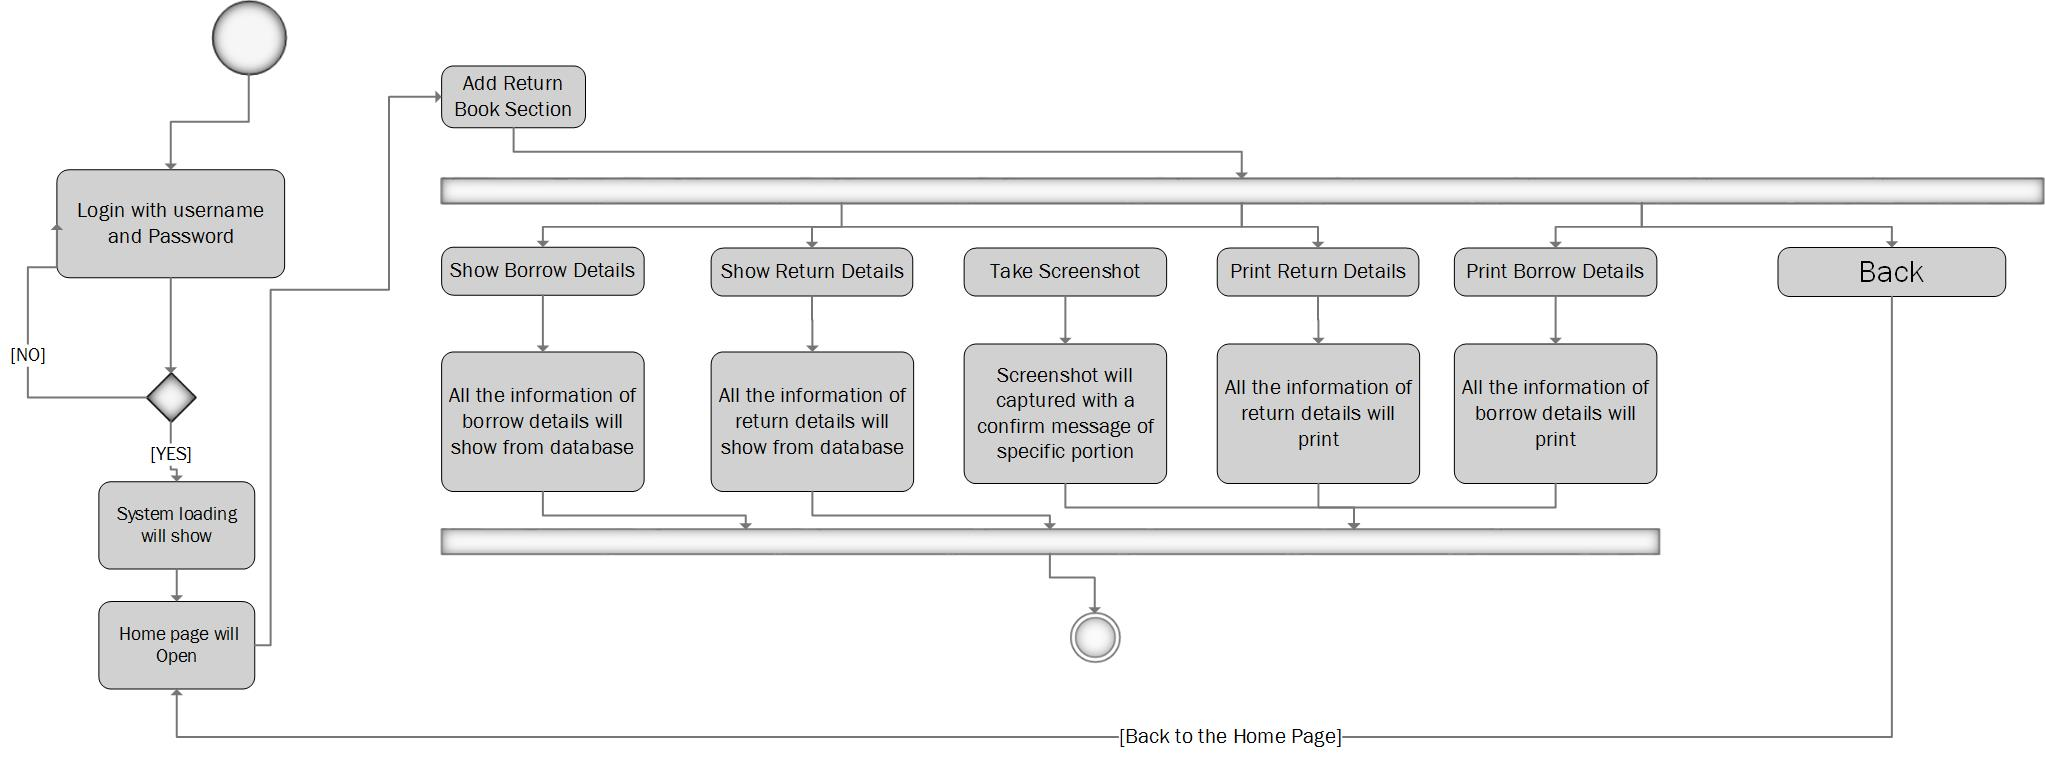 Add Return
Book Section
Login with username
and Password
Show Borrow Details
Show Return Details
Take Screenshot
Print Return Details
Print Borrow Details
Back
[NO]
All the information of
borrow details will
show from database
All the information of
return details will
show from database
Screenshot will
captured with a
confirm message of
specific portion
All the information of
return details will
print
All the information of
borrow details will
print
[YES]
System loading
will show
Home page will
Open
[Back to the Home Page]